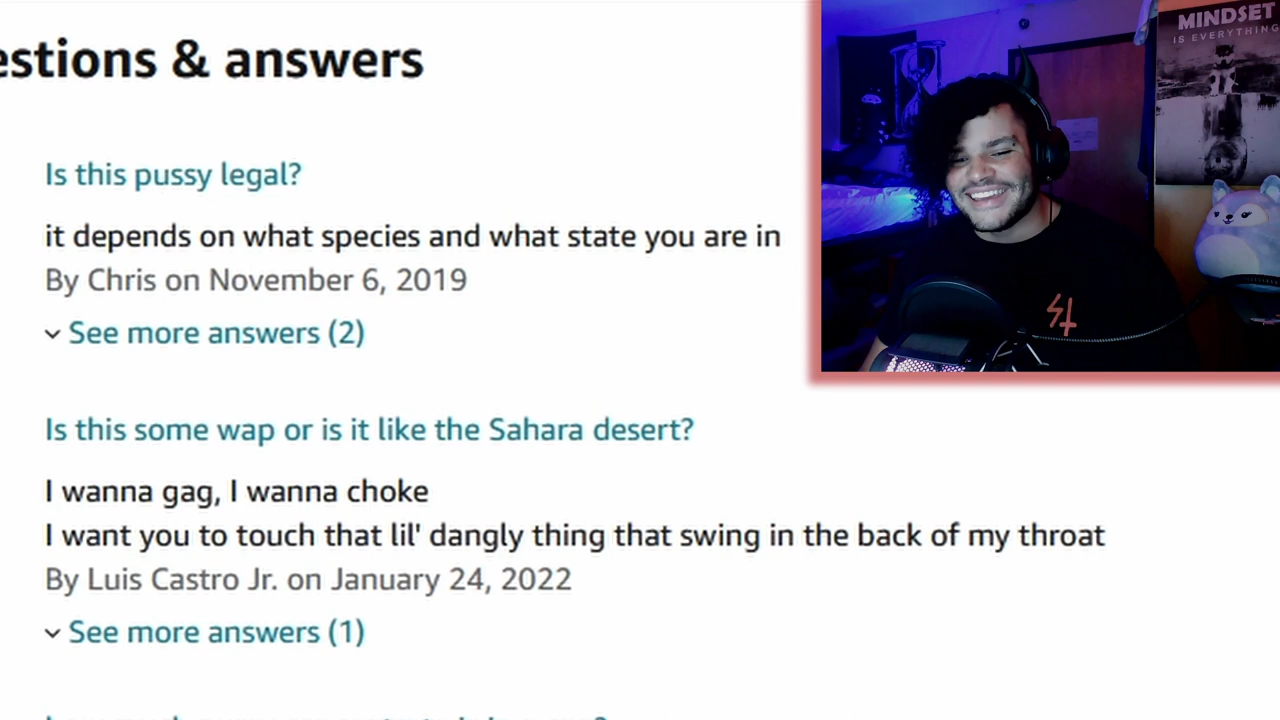 estions & answers
MINDSET
IS EVERYTHING
Is this pussy legal?
it depends on what species and what state you are in
By Chris on November 6, 2019
See more answers (2)
Is this some wap or is it like the Sahara desert?
I wanna gag, I wanna choke
I want you to touch that lil' dangly thing that swing in the back of my throat
By Luis Castro Jr. on January 24, 2022
See more answers (1)